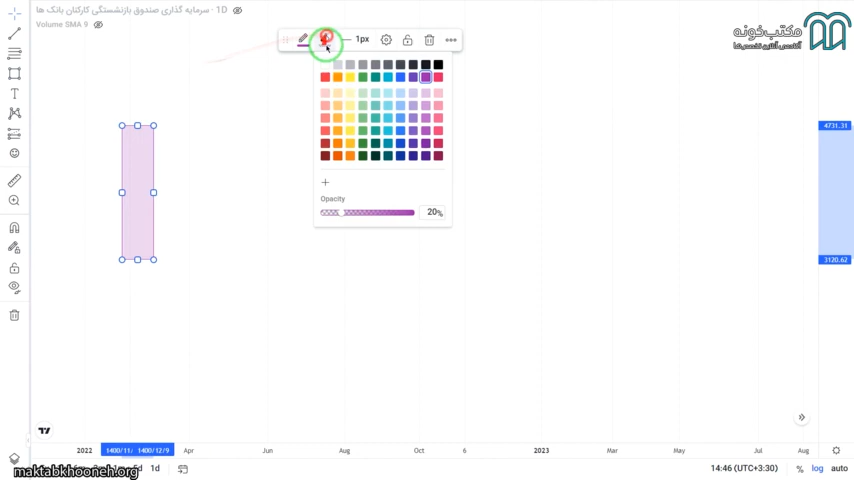 سرمایه گذاری صندوق بازنشستگی کارکنان بانک ها · 1D
Volume SMA 9
1px
مکتب‌خونه
آکادمی آنلاین تخصص‌ها
Opacity
20%
4731.31
3120.62
2022
1400/11/
1400/12/9
Apr
Jun
Aug
Oct
6
2023
Mar
May
Jul
Aug
1d
14:46 (UTC+3:30)
%
log
auto
maktabkhooneh.org